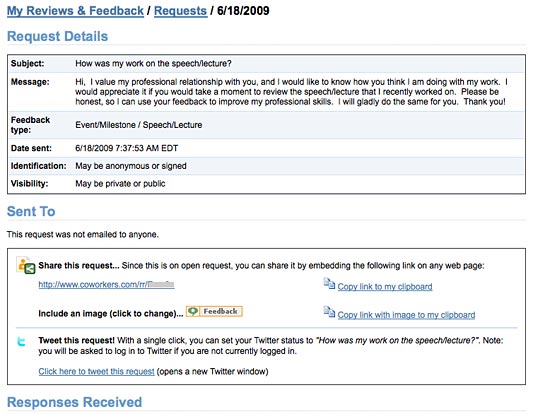 My Reviews & Feedback / Requests / 6/18/2009
Request Details
Subject: How was my work on the speech/lecture?
Message: Hi, I value my professional relationship with you, and I would like to know how you think I am doing with my work. I
would appreciate it if you would take a moment to review the speech/lecture that I recently worked on. Please be
honest, so I can use your feedback to improve my professional skills. I will gladly do the same for you. Thank you!
Feedback
type: Event/Milestone / Speech/Lecture
Date sent: 6/18/2009 7:37:53 AM EDT
Identification: May be anonymous or signed
Visibility: May be private or public
Sent To
This request was not emailed to anyone.
Share this request... Since this is on open request, you can share it by embedding the following link on any web page:
http://www.coworkers.com/rr/ Copy link to my clipboard
Include an image (click to change)... Feedback Copy link with image to my clipboard
Tweet this request! With a single click, you can set your Twitter status to "How was my work on the speech/lecture?". Note:
you will be asked to log in to Twitter if you are not currently logged in.
Click here to tweet this request (opens a new Twitter window)
Responses Received